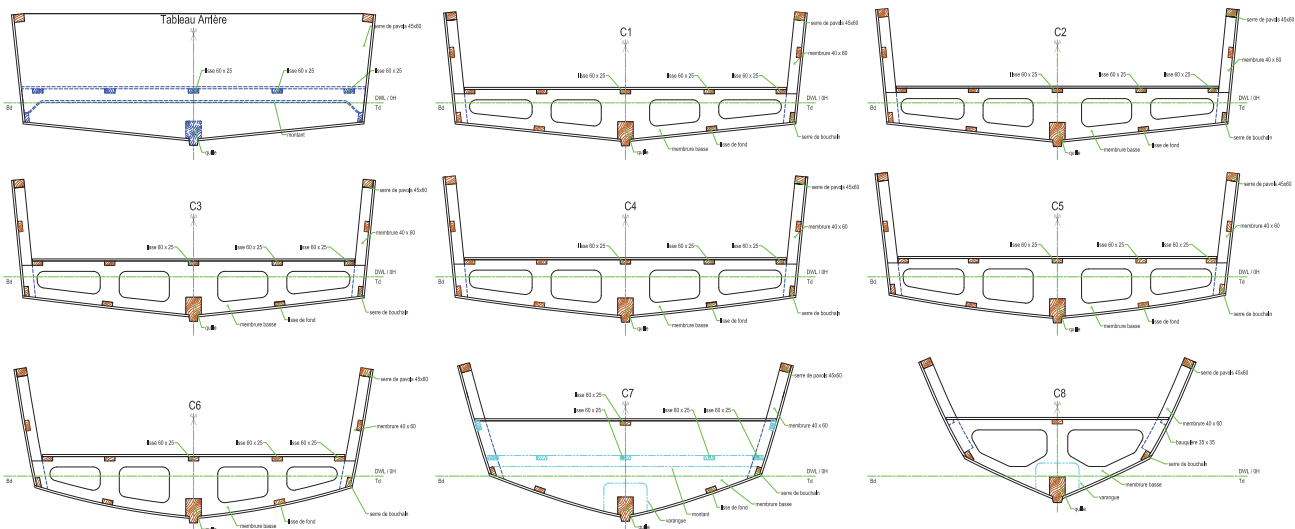 Tableau Arrière
serre de pavois 45x60
lisse 60 x 25
lisse 60 x 25
lisse 60 x 25
DWL / 0H
Bd
Td
montant
quille
C1
serre de pavois 45x60
membrure 40 x 60
lisse 60 x 25
lisse 60 x 25
lisse 60 x 25
DWL / 0H
Bd
Td
serre de bouchain
lisse de fond
membrure basse
quille
C2
serre de pavois 45x60
membrure 40 x 60
lisse 60 x 25
lisse 60 x 25
lisse 60 x 25
DWL / 0H
Bd
Td
serre de bouchain
lisse de fond
membrure basse
quille
C3
serre de pavois 45x60
membrure 40 x 60
lisse 60 x 25
lisse 60 x 25
lisse 60 x 25
DWL / 0H
Bd
Td
serre de bouchain
lisse de fond
membrure basse
quille
C4
serre de pavois 45x60
membrure 40 x 60
lisse 60 x 25
lisse 60 x 25
lisse 60 x 25
DWL / 0H
Bd
Td
serre de bouchain
lisse de fond
membrure basse
quille
C5
serre de pavois 45x60
membrure 40 x 60
lisse 60 x 25
lisse 60 x 25
lisse 60 x 25
DWL / 0H
Bd
Td
serre de bouchain
lisse de fond
membrure basse
quille
C6
serre de pavois 45x60
membrure 40 x 60
lisse 60 x 25
lisse 60 x 25
lisse 60 x 25
DWL / 0H
Bd
Td
serre de bouchain
lisse de fond
membrure basse
quille
C7
serre de pavois 45x60
lisse 60 x 25
lisse 60 x 25
lisse 60 x 25
lisse 60 x 25
membrure 40 x 60
DWL / 0H
Bd
Td
serre de bouchain
membrure basse
montant
varangue
quille
C8
serre de pavois 45x60
membrure 40 x 60
bauquière 35 x 35
serre de bouchain
DWL / 0H
Bd
Td
membrure basse
varangue
quille